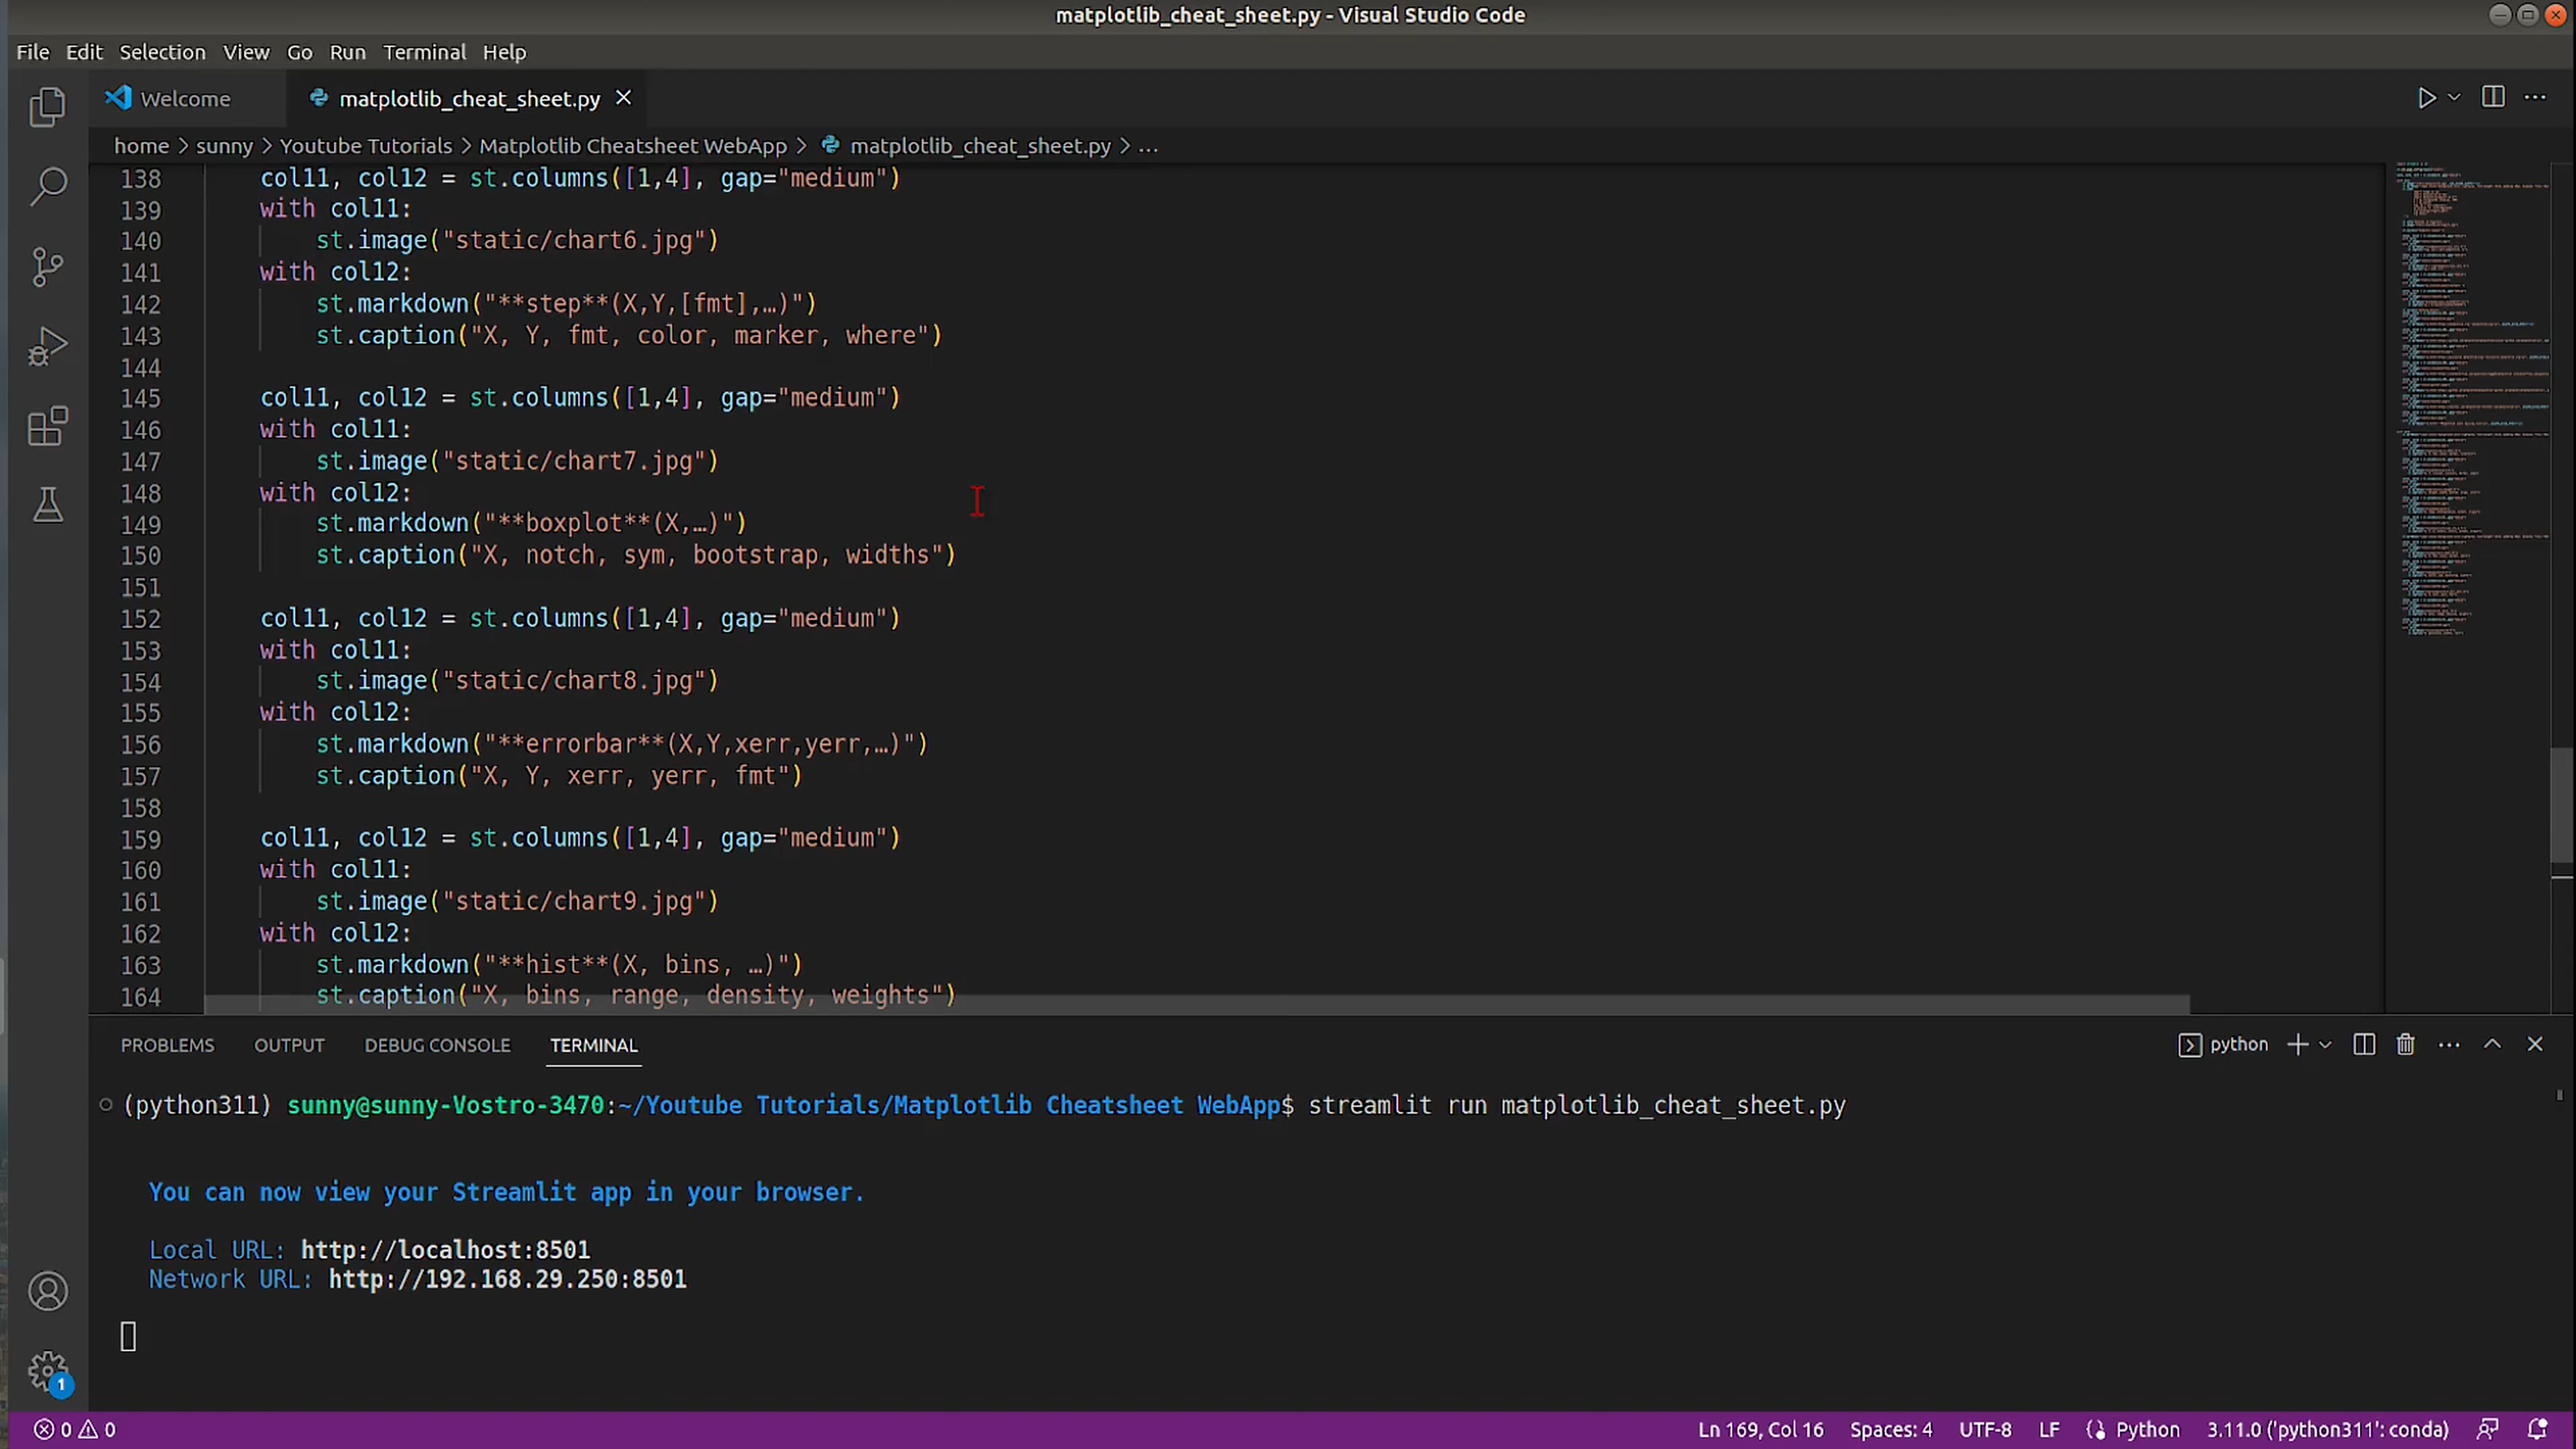 matplotlib_cheat_sheet.py - Visual Studio Code
File Edit Selection View Go Run Terminal Help
Welcome matplotlib_cheat_sheet.py
home > sunny > Youtube Tutorials > Matplotlib Cheatsheet WebApp > matplotlib_cheat_sheet.py > ...
138 col11, col12 = st.columns([1,4], gap="medium")
139 with col11:
140 st.image("static/chart6.jpg")
141 with col12:
142 st.markdown("**step**(X,Y,[fmt],…)")
143 st.caption("X, Y, fmt, color, marker, where")
144
145 col11, col12 = st.columns([1,4], gap="medium")
146 with col11:
147 st.image("static/chart7.jpg")
148 with col12:
149 st.markdown("**boxplot**(X,…)")
150 st.caption("X, notch, sym, bootstrap, widths")
151
152 col11, col12 = st.columns([1,4], gap="medium")
153 with col11:
154 st.image("static/chart8.jpg")
155 with col12:
156 st.markdown("**errorbar**(X,Y,xerr,yerr,…)")
157 st.caption("X, Y, xerr, yerr, fmt")
158
159 col11, col12 = st.columns([1,4], gap="medium")
160 with col11:
161 st.image("static/chart9.jpg")
162 with col12:
163 st.markdown("**hist**(X, bins, …)")
164 st.caption("X, bins, range, density, weights")
PROBLEMS OUTPUT DEBUG CONSOLE TERMINAL python
(python311) sunny@sunny-Vostro-3470:~/Youtube Tutorials/Matplotlib Cheatsheet WebApp$ streamlit run matplotlib_cheat_sheet.py
You can now view your Streamlit app in your browser.
Local URL: http://localhost:8501
Network URL: http://192.168.29.250:8501
1
0 0 Ln 169, Col 16 Spaces: 4 UTF-8 LF Python 3.11.0 ('python311': conda)